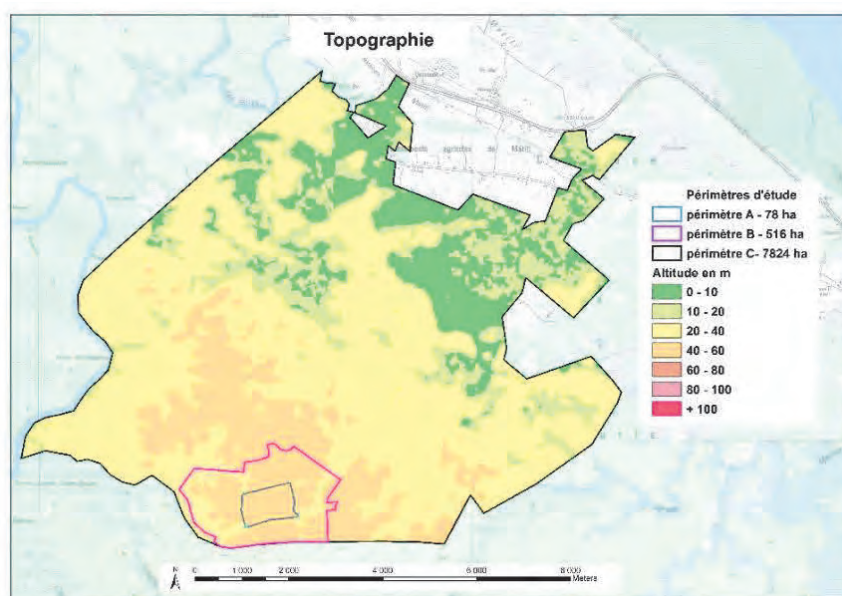 Topographie
Périmètres d'étude
périmètre A - 78 ha
périmètre B - 516 ha
périmètre C- 7824 ha
Altitude en m
0 - 10
10 - 20
20 - 40
40 - 60
60 - 80
80 - 100
+ 100
N
0 1 000 2 000 4 000 6 000 8 000
Meters